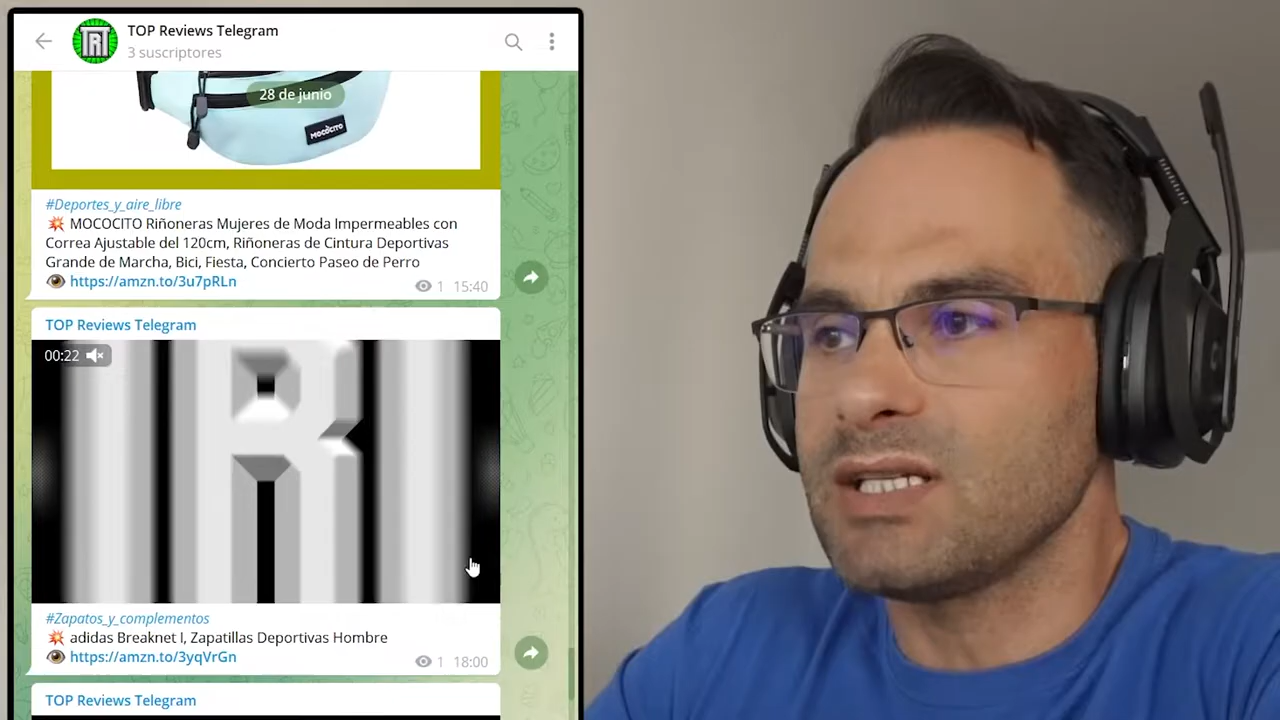 TOP Reviews Telegram
3 suscriptores
TRT
28 de junio
MOCOCITO
#Deportes_y_aire_libre
💥 MOCOCITO Riñoneras Mujeres de Moda Impermeables con
Correa Ajustable del 120cm, Riñoneras de Cintura Deportivas
Grande de Marcha, Bici, Fiesta, Concierto Paseo de Perro
👁 https://amzn.to/3u7pRLn
1 15:40
TOP Reviews Telegram
00:22
R
#Zapatos_y_complementos
💥 adidas Breaknet I, Zapatillas Deportivas Hombre
👁 https://amzn.to/3yqVrGn
1 18:00
TOP Reviews Telegram